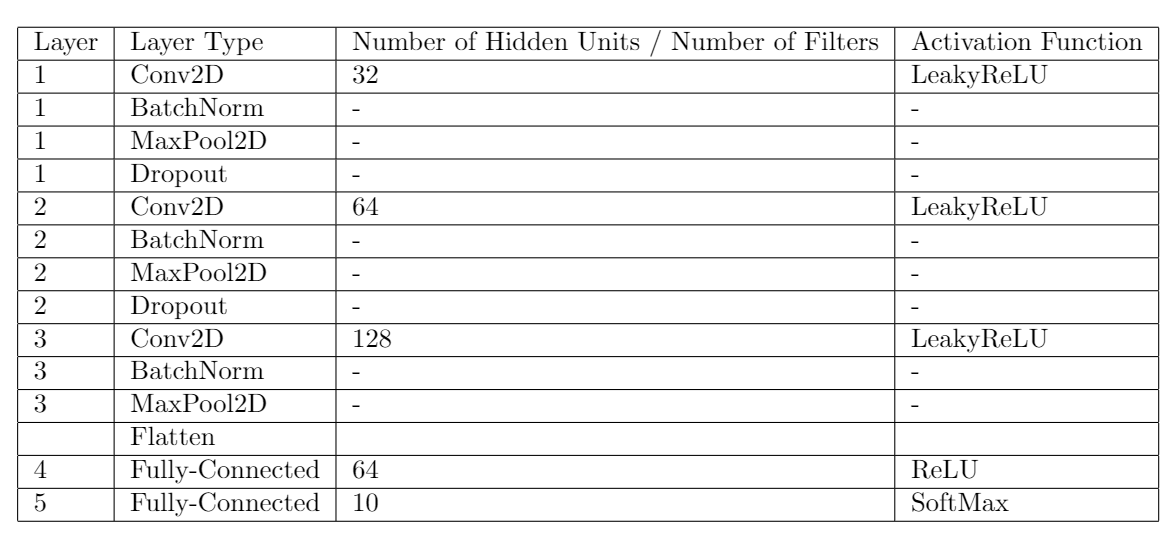 Layer Layer Type Number of Hidden Units / Number of Filters Activation Function
1 Conv2D 32 LeakyReLU
1 BatchNorm - -
1 MaxPool2D - -
1 Dropout - -
2 Conv2D 64 LeakyReLU
2 BatchNorm - -
2 MaxPool2D - -
2 Dropout - -
3 Conv2D 128 LeakyReLU
3 BatchNorm - -
3 MaxPool2D - -
Flatten
4 Fully-Connected 64 ReLU
5 Fully-Connected 10 SoftMax